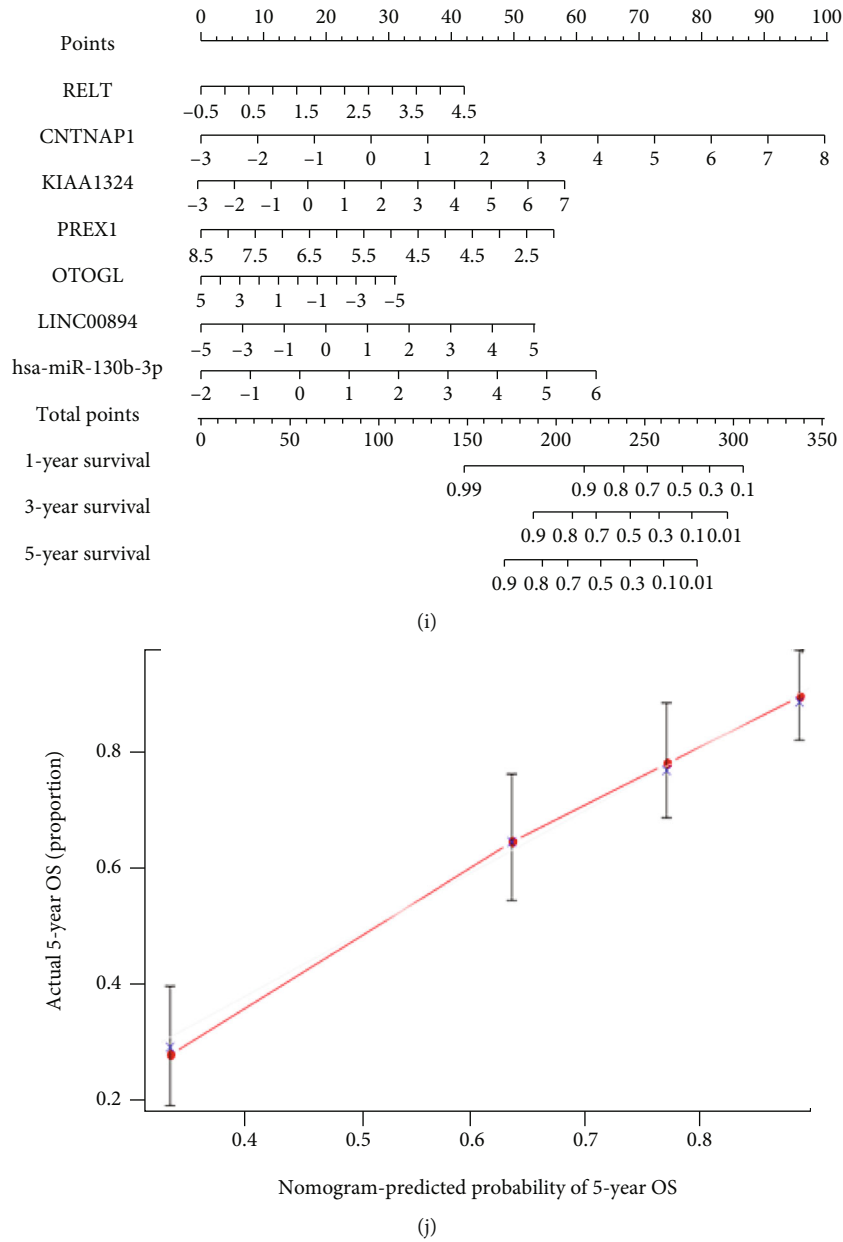 0 10 20 30 40 50 60 70 80 90 100
Points
RELT
−0.5 0.5 1.5 2.5 3.5 4.5
CNTNAP1
−3 −2 −1 0 1 2 3 4 5 6 7 8
KIAA1324
−3 −2 −1 0 1 2 3 4 5 6 7
PREX1
8.5 7.5 6.5 5.5 4.5 4.5 2.5
OTOGL
5 3 1 −1 −3 −5
LINC00894
−5 −3 −1 0 1 2 3 4 5
hsa-miR-130b-3p
−2 −1 0 1 2 3 4 5 6
Total points
0 50 100 150 200 250 300 350
1-year survival
0.99 0.9 0.8 0.7 0.5 0.3 0.1
3-year survival
0.9 0.8 0.7 0.5 0.3 0.1 0.01
5-year survival
0.9 0.8 0.7 0.5 0.3 0.1 0.01
(i)
Actual 5-year OS (proportion)
0.8
0.6
0.4
0.2
0.4 0.5 0.6 0.7 0.8
Nomogram-predicted probability of 5-year OS
(j)